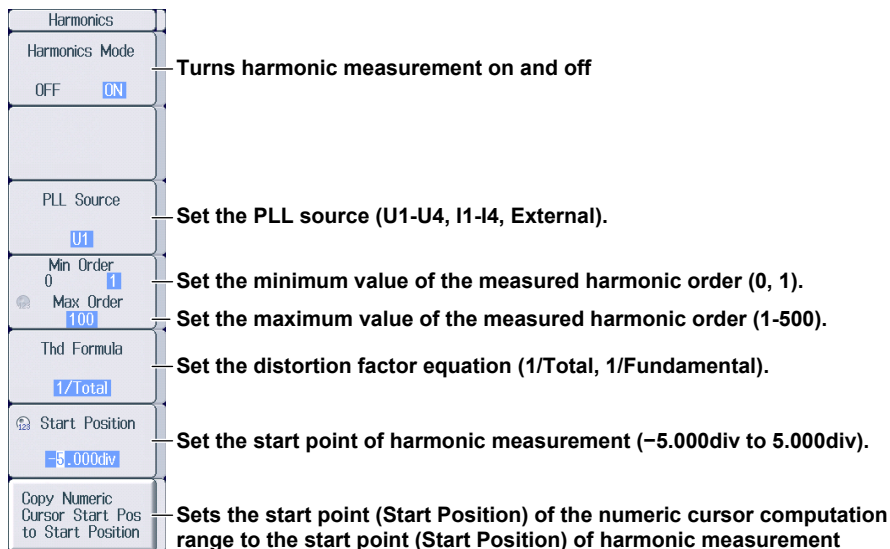 Harmonics
Harmonics Mode
OFF ON
Turns harmonic measurement on and off
PLL Source
U1
Set the PLL source (U1-U4, I1-I4, External).
Min Order
0 1
Set the minimum value of the measured harmonic order (0, 1).
Max Order
100
Set the maximum value of the measured harmonic order (1-500).
Thd Formula
1/Total
Set the distortion factor equation (1/Total, 1/Fundamental).
Start Position
-5.000div
Set the start point of harmonic measurement (−5.000div to 5.000div).
Copy Numeric
Cursor Start Pos
to Start Position
Sets the start point (Start Position) of the numeric cursor computation
range to the start point (Start Position) of harmonic measurement